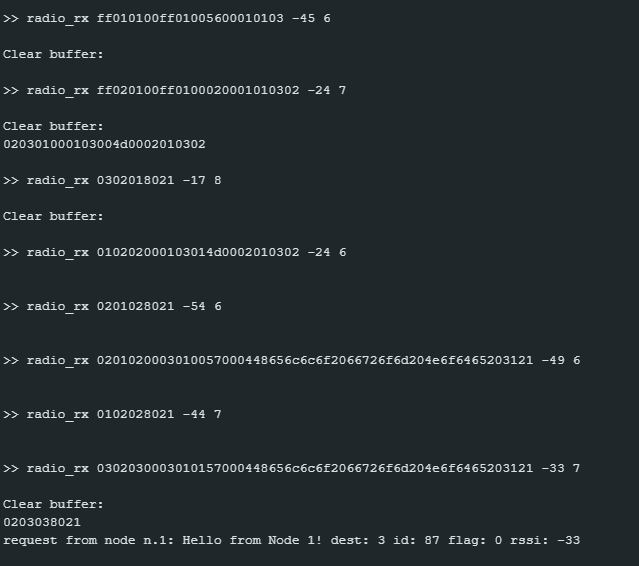 >> radio_rx ff010100ff01005600010103 -45 6
Clear buffer:
>> radio_rx ff020100ff0100020001010302 -24 7
Clear buffer:
020301000103004d0002010302
>> radio_rx 0302018021 -17 8
Clear buffer:
>> radio_rx 010202000103014d0002010302 -24 6
>> radio_rx 0201028021 -54 6
>> radio_rx 0201020003010057000448656c6c6f2066726f6d204e6f6465203121 -49 6
>> radio_rx 0102028021 -44 7
>> radio_rx 0302030003010157000448656c6c6f2066726f6d204e6f6465203121 -33 7
Clear buffer:
0203038021
request from node n.1: Hello from Node 1! dest: 3 id: 87 flag: 0 rssi: -33